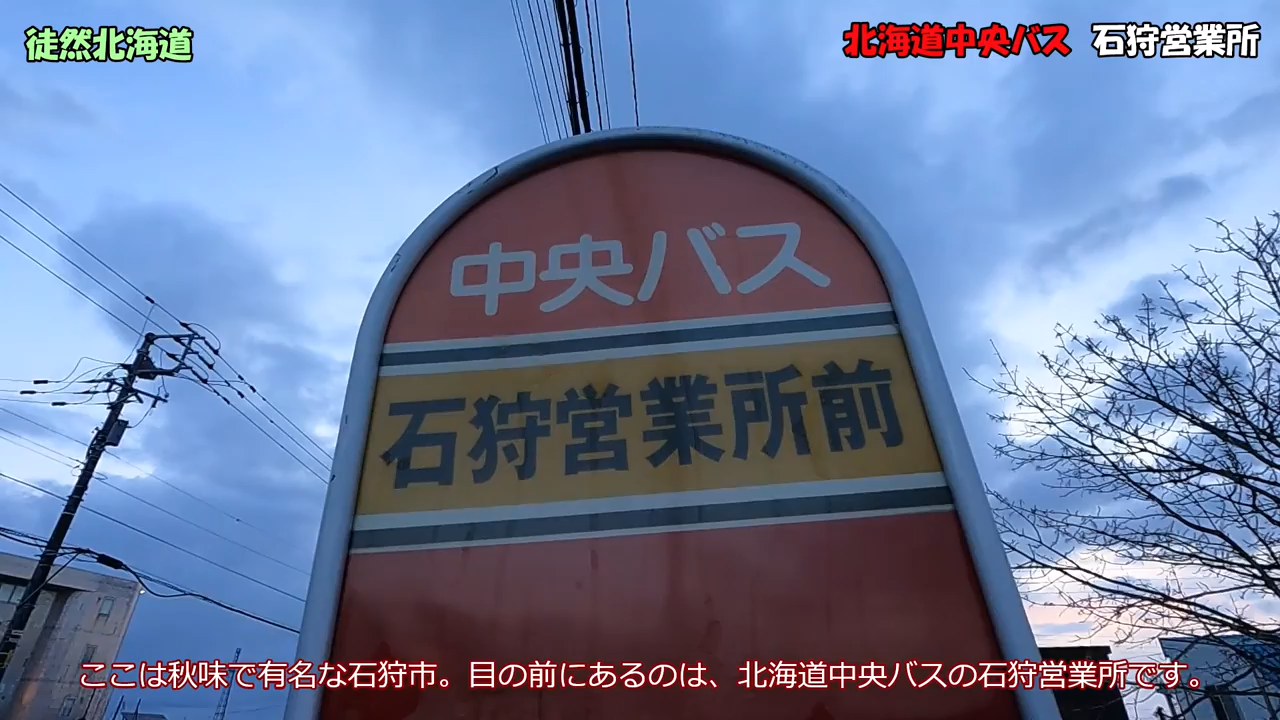 徒然北海道
北海道中央バス 石狩営業所
中央バス
石狩営業所前
ここは秋味で有名な石狩市。目の前にあるのは、北海道中央バスの石狩営業所です。